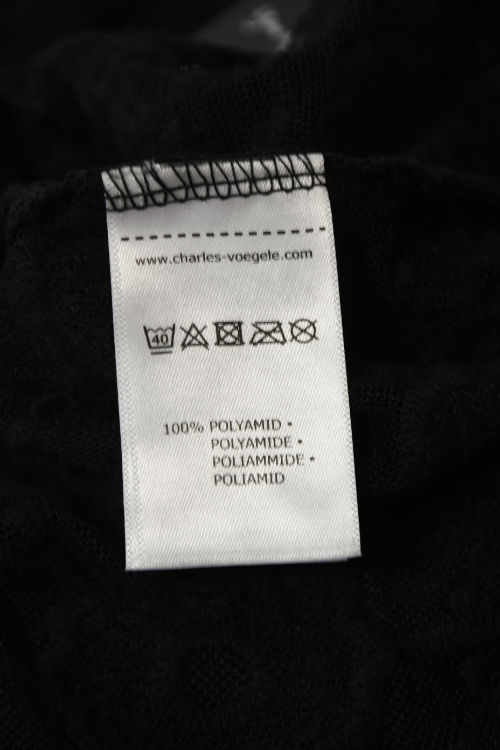 www.charles-voegele.com
40
100% POLYAMID •
POLYAMIDE •
POLIAMMIDE •
POLIAMID